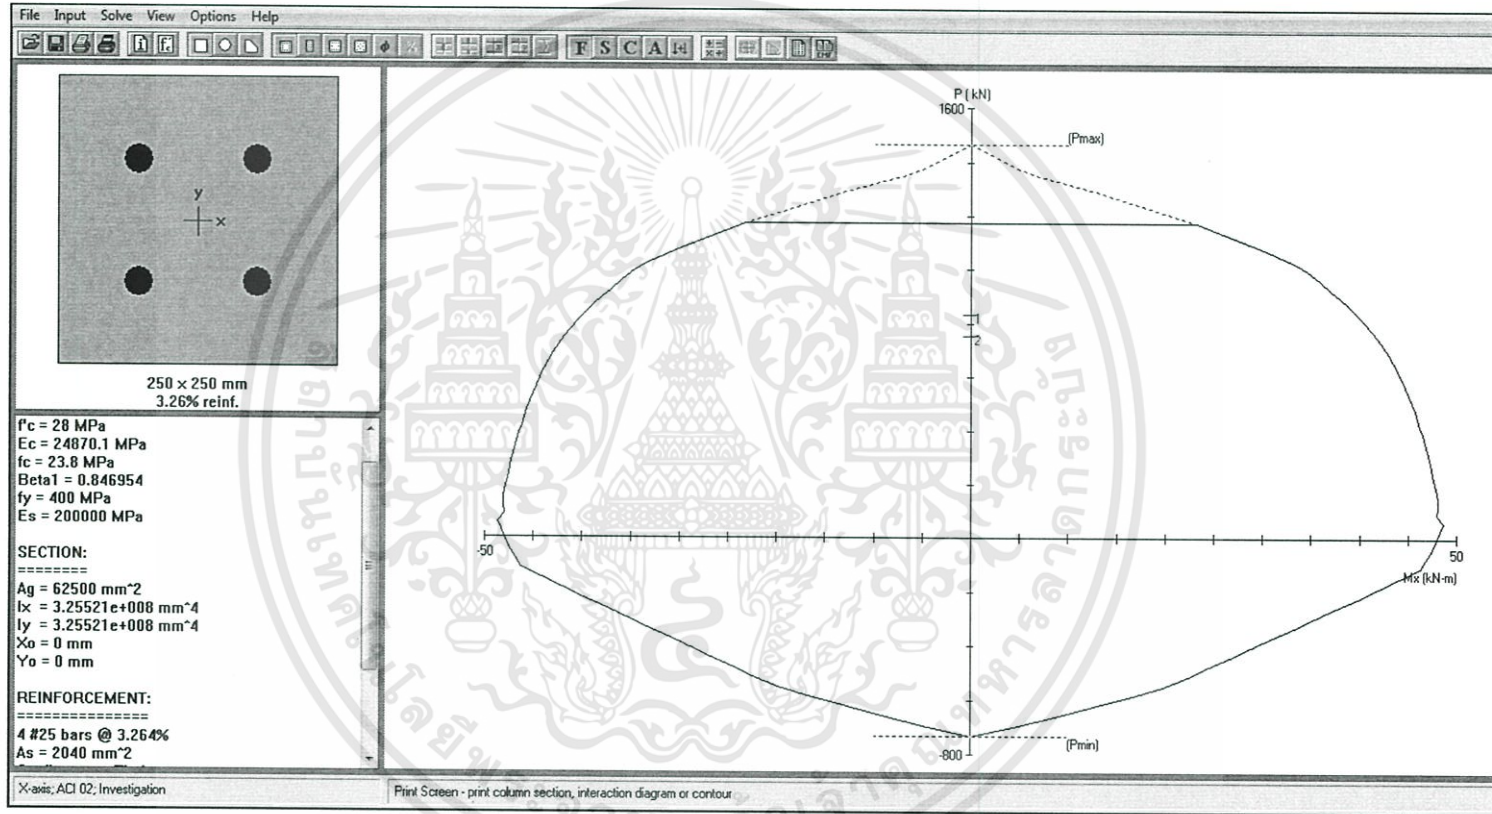 File Input Solve View Options Help
F S C A
y
x
250 x 250 mm
3.26% reinf.
f'c = 28 MPa
Ec = 24870.1 MPa
fc = 23.8 MPa
Beta1 = 0.846954
fy = 400 MPa
Es = 200000 MPa
SECTION:
========
Ag = 62500 mm^2
Ix = 3.25521e+008 mm^4
Iy = 3.25521e+008 mm^4
Xo = 0 mm
Yo = 0 mm
REINFORCEMENT:
===============
4 #25 bars @ 3.264%
As = 2040 mm^2
X-axis; ACI 02; Investigation
P ( kN)
1600
(Pmax)
1
2
-50
50
Mx (kN-m)
(Pmin)
-800
Print Screen - print column section, interaction diagram or contour